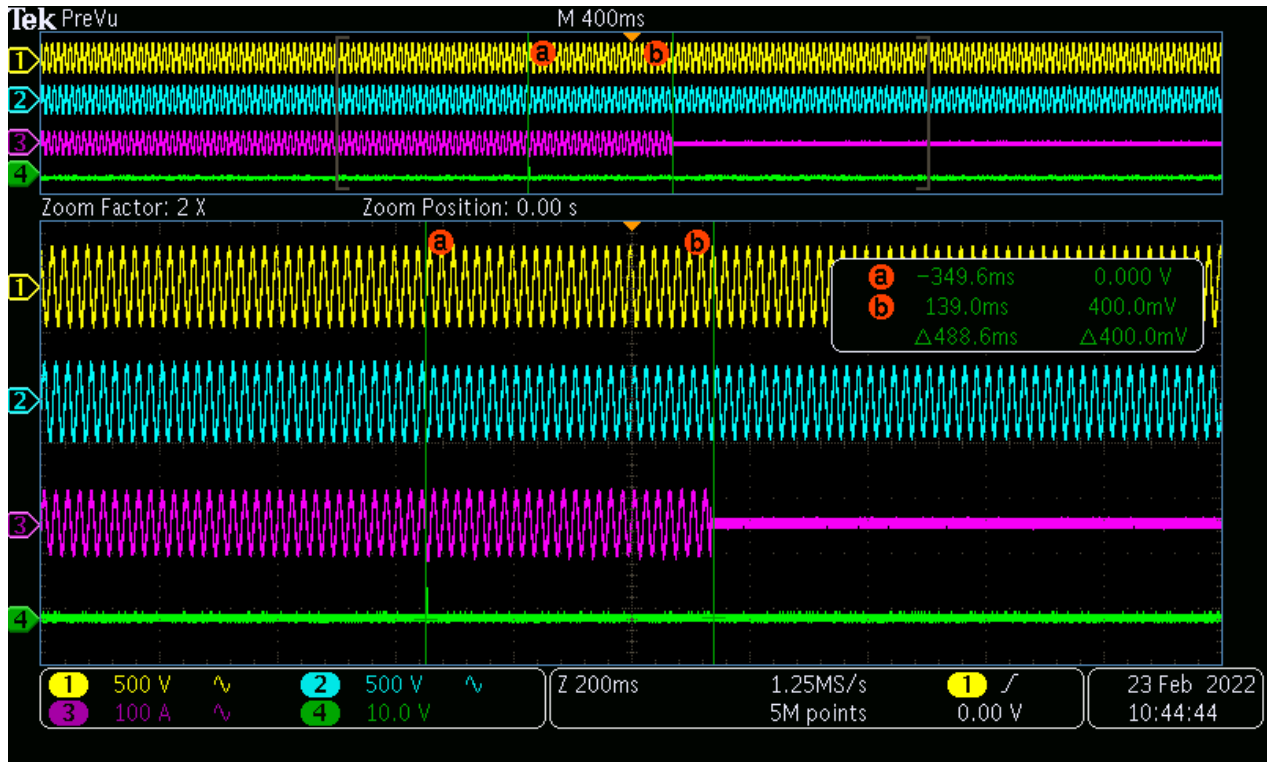 Tek PreVu M 400ms
1 a b
2
3
4
Zoom Factor: 2 X Zoom Position: 0.00 s
a b
1
a −349.6ms 0.000 V
b 139.0ms 400.0mV
△488.6ms △400.0mV
2
3
4
1 500 V 2 500 V Z 200ms 1.25MS/s 1 23 Feb 2022
3 100 A 4 10.0 V 5M points 0.00 V 10:44:44